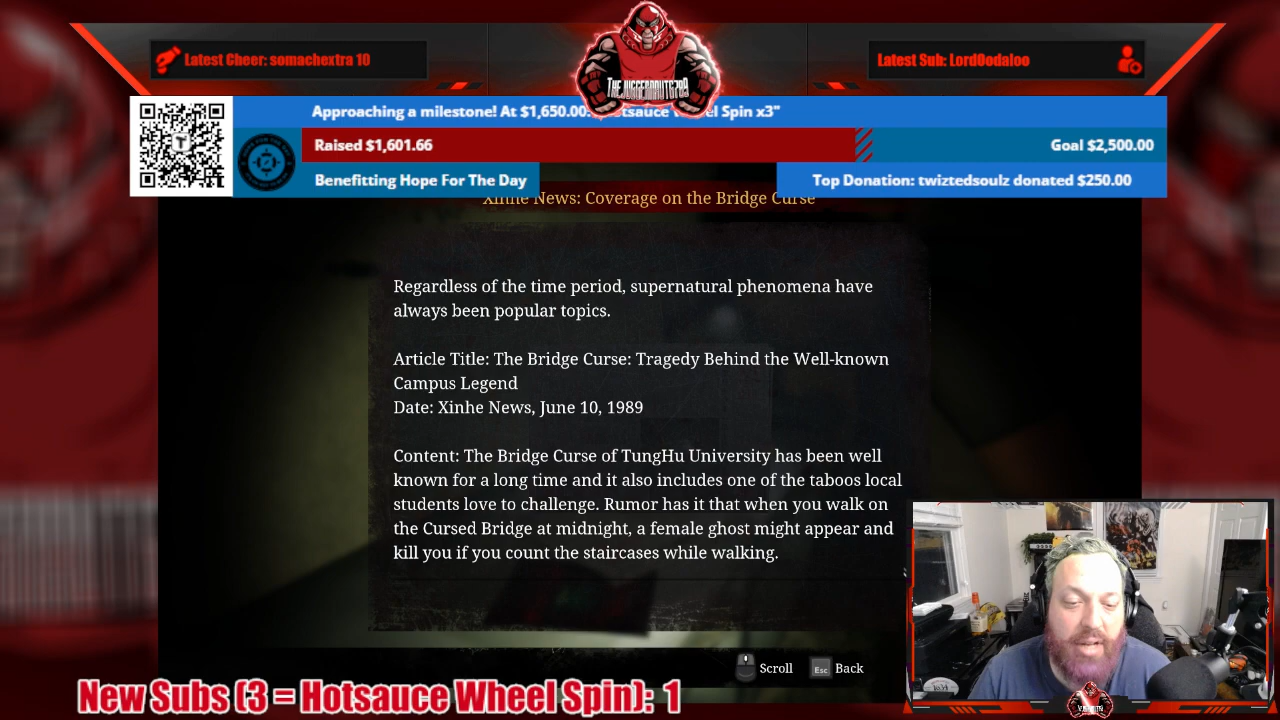 Latest Cheer: somachextra 10
THEJUGGERNAUT6789
Latest Sub: LordOodaloo
Approaching a milestone! At $1,650.00: Spin x3"
Raised $1,601.66
Goal $2,500.00
Benefitting Hope For The Day
Top Donation: twiztedsoulz donated $250.00
Xinhe News: Coverage on the Bridge Curse
Regardless of the time period, supernatural phenomena have
always been popular topics.
Article Title: The Bridge Curse: Tragedy Behind the Well-known
Campus Legend
Date: Xinhe News, June 10, 1989
Content: The Bridge Curse of TungHu University has been well
known for a long time and it also includes one of the taboos local
students love to challenge. Rumor has it that when you walk on
the Cursed Bridge at midnight, a female ghost might appear and
kill you if you count the staircases while walking.
Scroll
Esc Back
New Subs (3 = Hotsauce Wheel Spin): 1